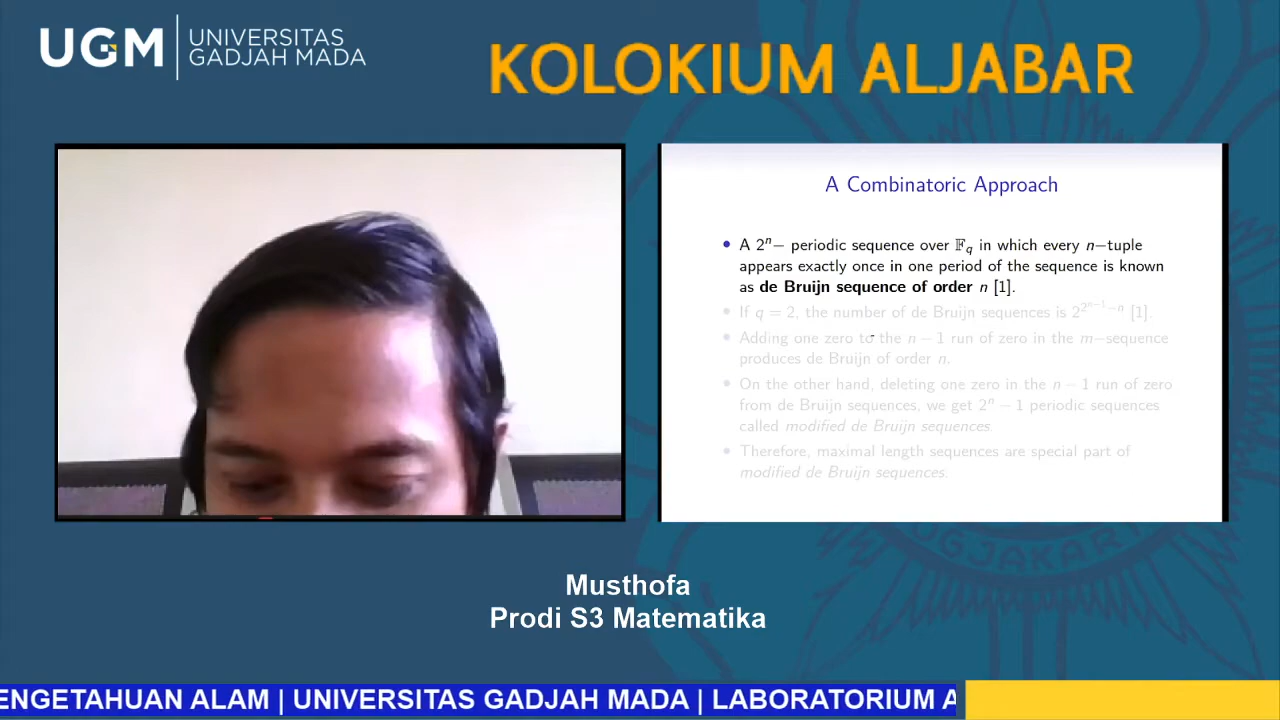 UGM
UNIVERSITAS
GADJAH MADA
KOLOKIUM ALJABAR
A Combinatoric Approach
• A 2ⁿ− periodic sequence over 𝔽_q in which every n−tuple
appears exactly once in one period of the sequence is known
as de Bruijn sequence of order n [1].
• If q = 2, the number of de Bruijn sequences is 2^{2^{n−1}−n} [1].
• Adding one zero to the n − 1 run of zero in the m−sequence
produces de Bruijn of order n.
• On the other hand, deleting one zero in the n − 1 run of zero
from de Bruijn sequences, we get 2ⁿ − 1 periodic sequences
called modified de Bruijn sequences.
• Therefore, maximal length sequences are special part of
modified de Bruijn sequences.
GJAKAR
Musthofa
Prodi S3 Matematika
ENGETAHUAN ALAM | UNIVERSITAS GADJAH MADA | LABORATORIUM A